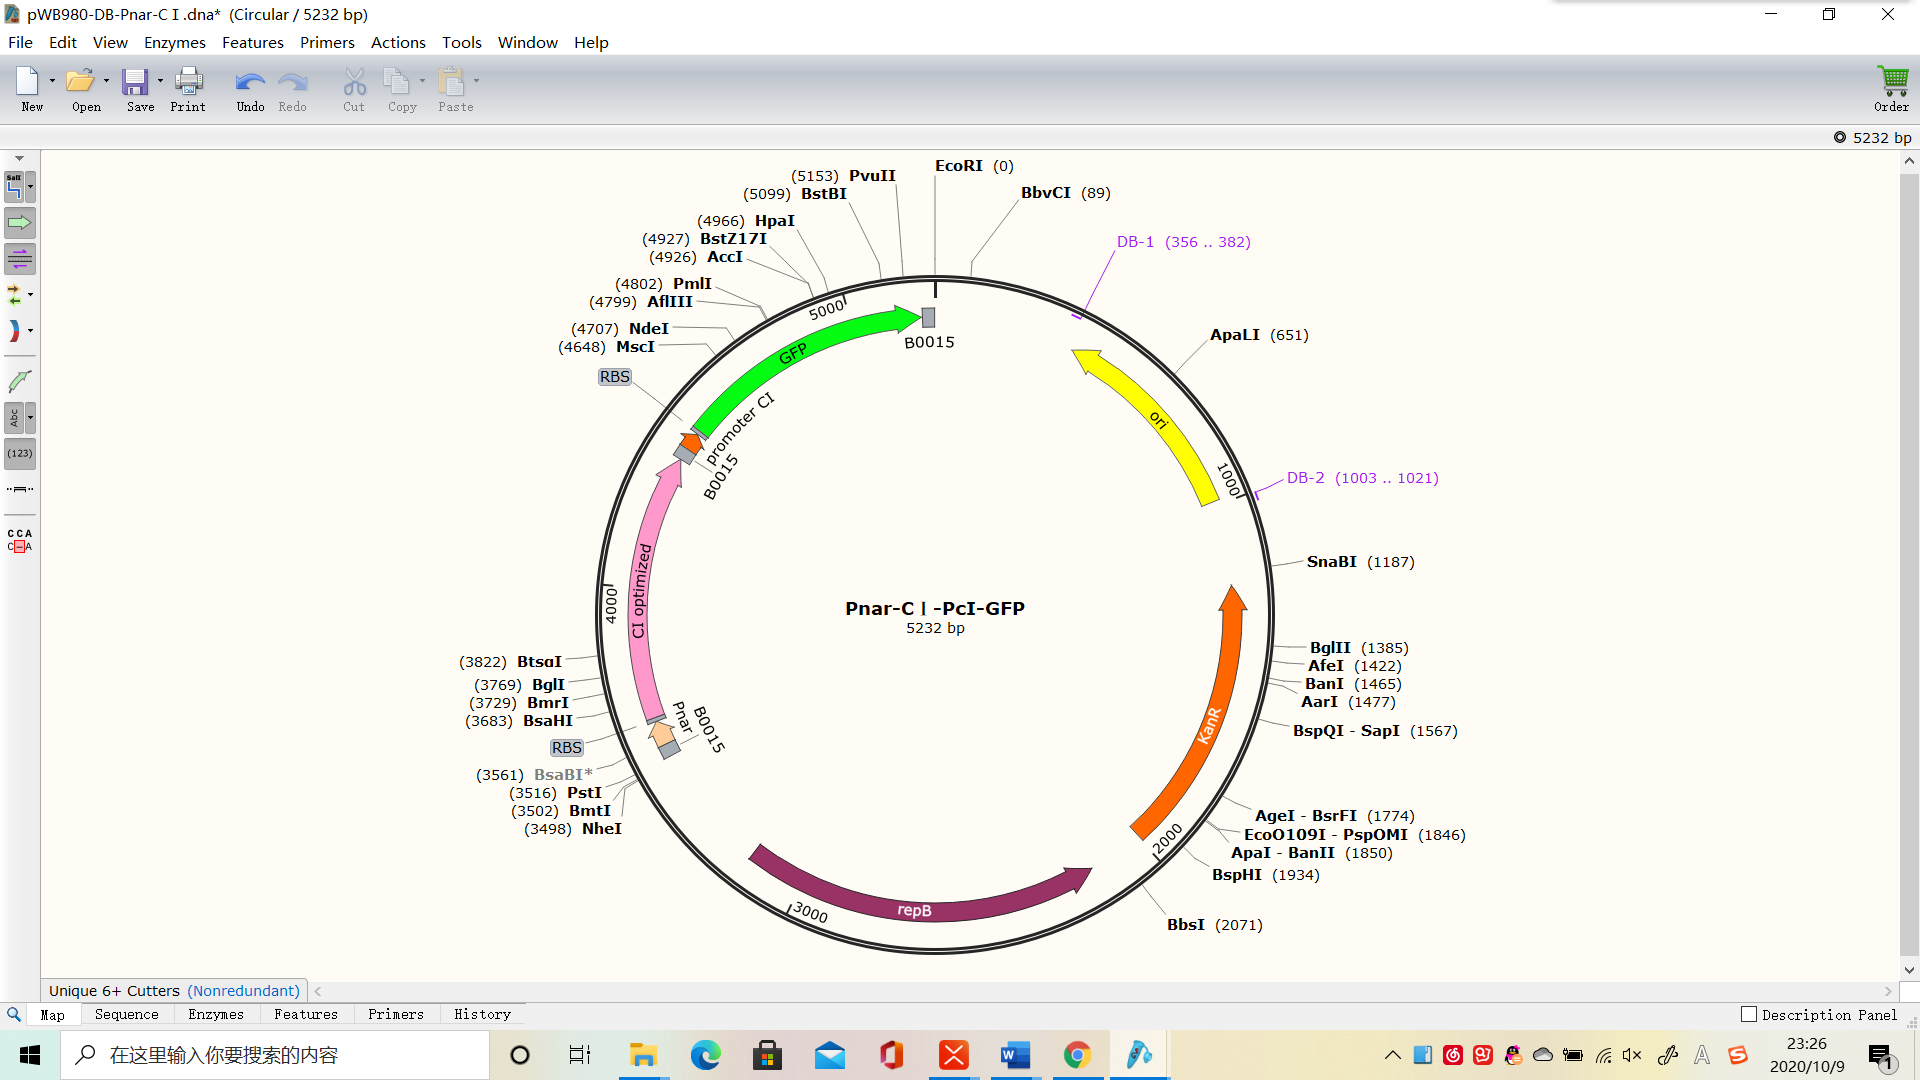 pWB980-DB-Pnar-CⅠ.dna*  (Circular / 5232 bp)
File Edit View Enzymes Features Primers Actions Tools Window Help
New Open Save Print Undo Redo Cut Copy Paste Order
5232 bp
SalI
Abc
(123)
CCA
C–A
EcoRI (0)
(5153) PvuII
(5099) BstBI
BbvCI (89)
(4966) HpaI
(4927) BstZ17I
(4926) AccI
DB-1 (356 .. 382)
(4802) PmlI
(4799) AflIII
5000
(4707) NdeI
(4648) MscI
ApaLI (651)
B0015
GFP
RBS
promoter CI
B0015
ori
1000
DB-2 (1003 .. 1021)
SnaBI (1187)
CI optimized
4000
Pnar-CⅠ-PcI-GFP
5232 bp
(3822) BtsαI
(3769) BglI
(3729) BmrI
(3683) BsaHI
BglII (1385)
AfeI (1422)
BanI (1465)
AarI (1477)
Pnar
B0015
KanR
BspQI - SapI (1567)
RBS
(3561) BsaBI*
(3516) PstI
(3502) BmtI
(3498) NheI
AgeI - BsrFI (1774)
EcoO109I - PspOMI (1846)
ApaI - BanII (1850)
BspHI (1934)
2000
BbsI (2071)
repB
3000
Unique 6+ Cutters (Nonredundant)
Map Sequence Enzymes Features Primers History
Description Panel
在这里输入你要搜索的内容
23:26
2020/10/9
1